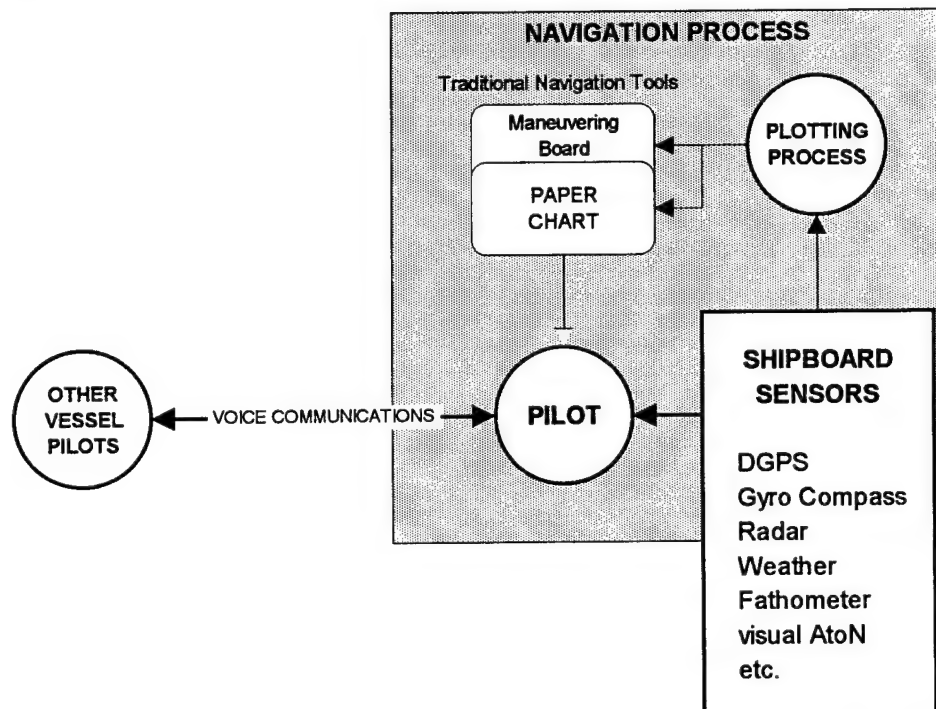 NAVIGATION PROCESS
Traditional Navigation Tools
Maneuvering
Board
PAPER
CHART
PLOTTING
PROCESS
OTHER
VESSEL
PILOTS
VOICE COMMUNICATIONS
PILOT
SHIPBOARD
SENSORS
DGPS
Gyro Compass
Radar
Weather
Fathometer
visual AtoN
etc.